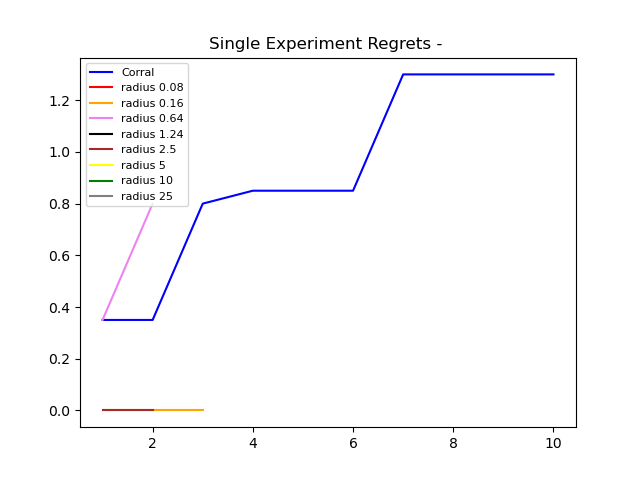 Single Experiment Regrets -
Corral
radius 0.08
radius 0.16
radius 0.64
radius 1.24
radius 2.5
radius 5
radius 10
radius 25
1.2
1.0
0.8
0.6
0.4
0.2
0.0
2 4 6 8 10